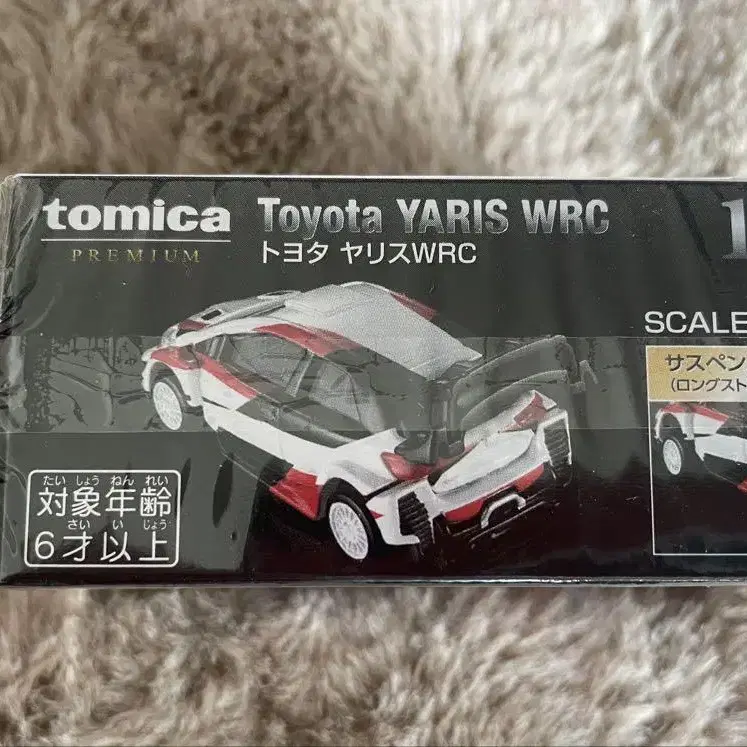 tomica
PREMIUM
Toyota YARIS WRC
トヨタ ヤリスWRC
1
SCALE
サスペン
(ロングスト
たいしょうねんれい
対象年齢
さいいじょう
6才以上